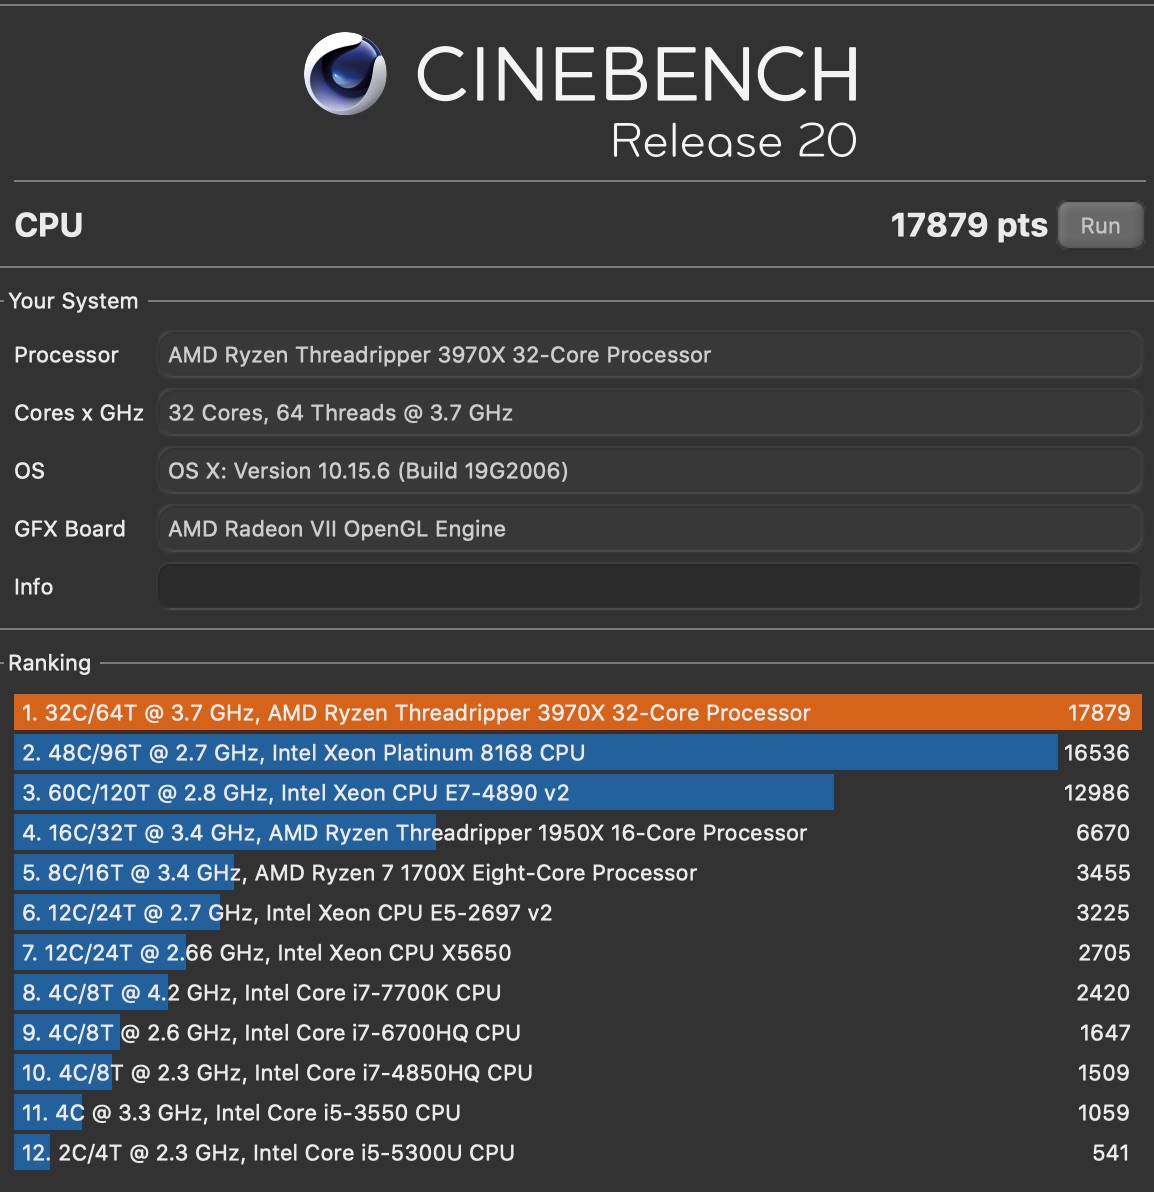 CINEBENCH
Release 20
CPU 17879 pts Run
Your System
Processor AMD Ryzen Threadripper 3970X 32-Core Processor
Cores x GHz 32 Cores, 64 Threads @ 3.7 GHz
OS OS X: Version 10.15.6 (Build 19G2006)
GFX Board AMD Radeon VII OpenGL Engine
Info
Ranking
1. 32C/64T @ 3.7 GHz, AMD Ryzen Threadripper 3970X 32-Core Processor 17879
2. 48C/96T @ 2.7 GHz, Intel Xeon Platinum 8168 CPU 16536
3. 60C/120T @ 2.8 GHz, Intel Xeon CPU E7-4890 v2 12986
4. 16C/32T @ 3.4 GHz, AMD Ryzen Threadripper 1950X 16-Core Processor 6670
5. 8C/16T @ 3.4 GHz, AMD Ryzen 7 1700X Eight-Core Processor 3455
6. 12C/24T @ 2.7 GHz, Intel Xeon CPU E5-2697 v2 3225
7. 12C/24T @ 2.66 GHz, Intel Xeon CPU X5650 2705
8. 4C/8T @ 4.2 GHz, Intel Core i7-7700K CPU 2420
9. 4C/8T @ 2.6 GHz, Intel Core i7-6700HQ CPU 1647
10. 4C/8T @ 2.3 GHz, Intel Core i7-4850HQ CPU 1509
11. 4C @ 3.3 GHz, Intel Core i5-3550 CPU 1059
12. 2C/4T @ 2.3 GHz, Intel Core i5-5300U CPU 541